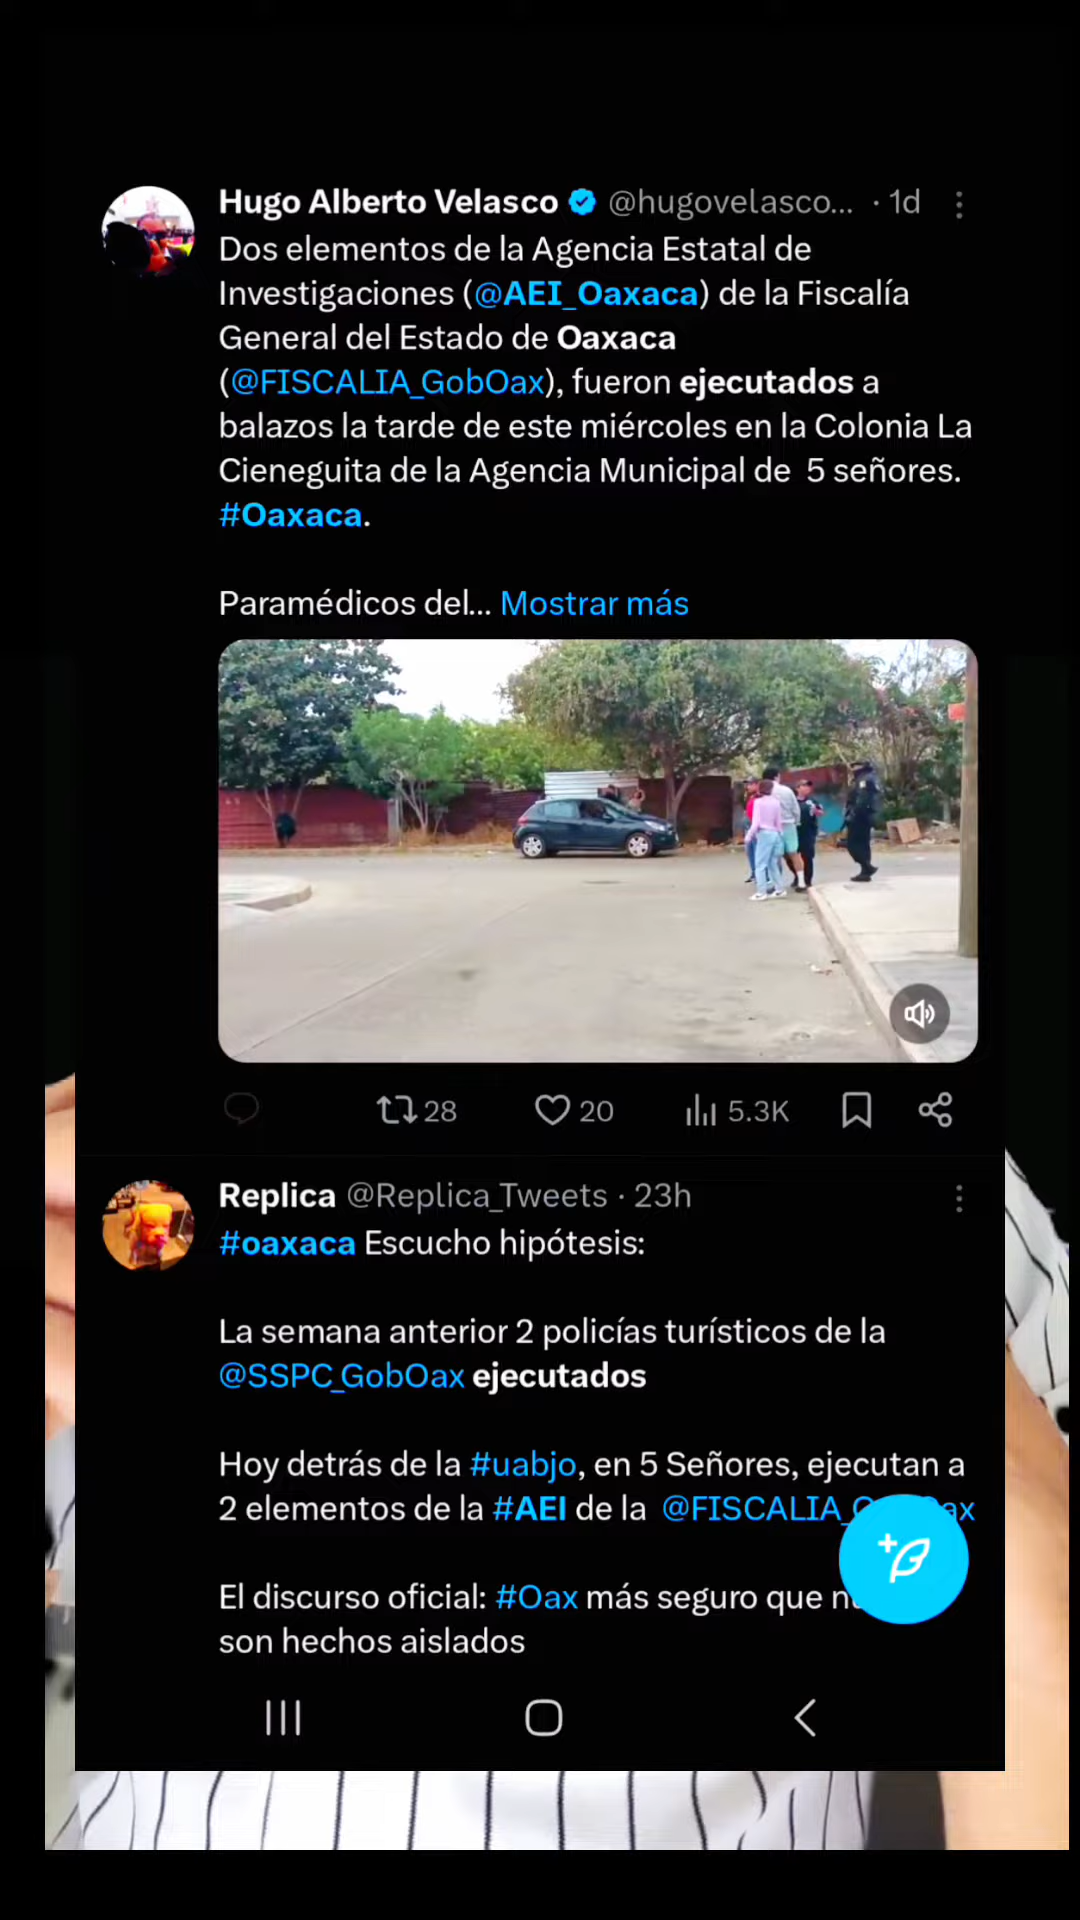 Hugo Alberto Velasco @hugovelasco... · 1d
Dos elementos de la Agencia Estatal de
Investigaciones (@AEI_Oaxaca) de la Fiscalía
General del Estado de Oaxaca
(@FISCALIA_GobOax), fueron ejecutados a
balazos la tarde de este miércoles en la Colonia La
Cieneguita de la Agencia Municipal de 5 señores.
#Oaxaca.
Paramédicos del... Mostrar más
28 20 5.3K
Replica @Replica_Tweets · 23h
#oaxaca Escucho hipótesis:
La semana anterior 2 policías turísticos de la
@SSPC_GobOax ejecutados
Hoy detrás de la #uabjo, en 5 Señores, ejecutan a
2 elementos de la #AEI de la
El discurso oficial: #Oax más seguro que
son hechos aislados